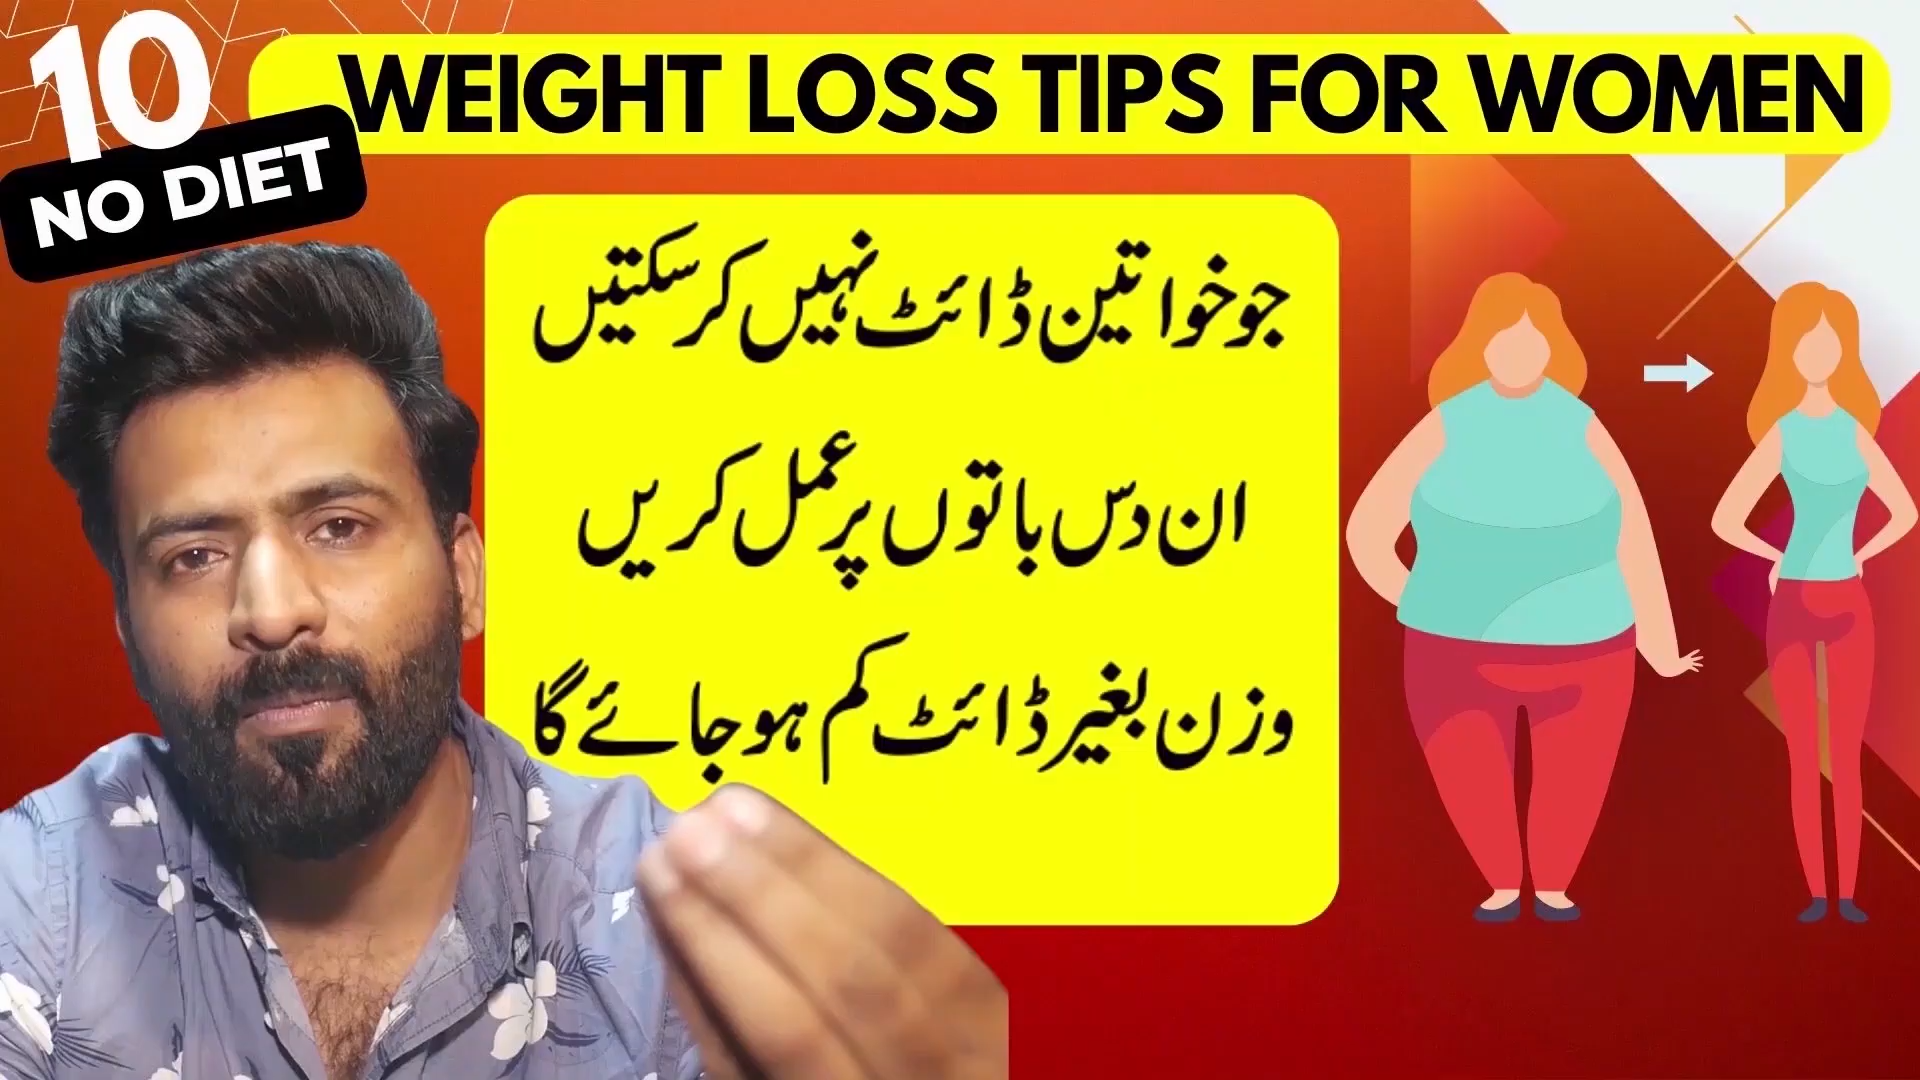 10
NO DIET
WEIGHT LOSS TIPS FOR WOMEN
جو خواتین ڈائٹ نہیں کر سکتیں
ان دس باتوں پر عمل کریں
وزن بغیر ڈائٹ کم ہو جائے گا